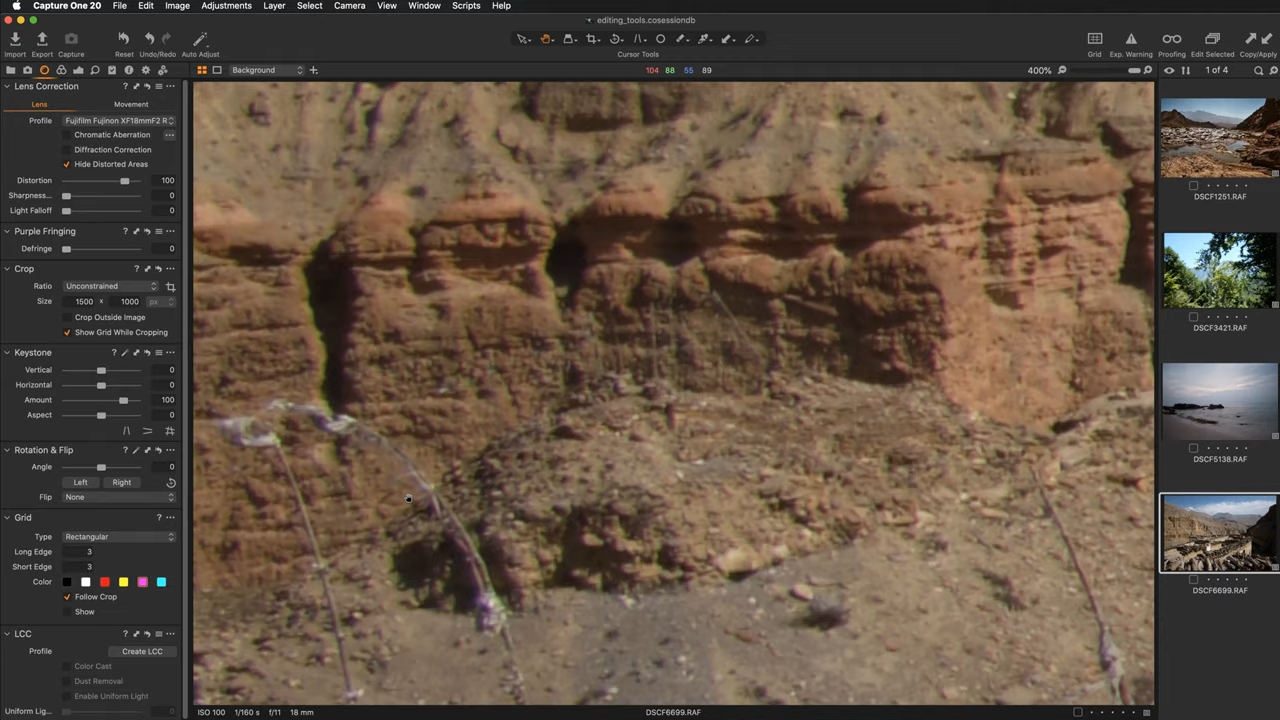 Capture One 20 File Edit Image Adjustments Layer Select Camera View Window Scripts Help
editing_tools.cosessiondb
Import Export Capture Reset Undo/Redo Auto Adjust Cursor Tools Grid Exp. Warning Proofing Edit Selected Copy/Apply
Background 104 88 55 89 400% 1 of 4
Lens Correction
Lens Movement
Profile Fujifilm Fujinon XF18mmF2 R
Chromatic Aberration
Diffraction Correction
Hide Distorted Areas
Distortion 100
Sharpness... 0
Light Falloff 0
Purple Fringing
Defringe 0
Crop
Ratio Unconstrained
Size 1500 x 1000 px
Crop Outside Image
Show Grid While Cropping
Keystone
Vertical 0
Horizontal 0
Amount 100
Aspect 0
Rotation & Flip
Angle 0
Left Right
Flip None
Grid
Type Rectangular
Long Edge 3
Short Edge 3
Color
Follow Crop
Show
LCC
Profile Create LCC
Color Cast
Dust Removal
Enable Uniform Light
Uniform Lig... 0
DSCF1251.RAF
DSCF3421.RAF
DSCF5138.RAF
DSCF6699.RAF
ISO 100 1/160 s f/11 18 mm DSCF6699.RAF